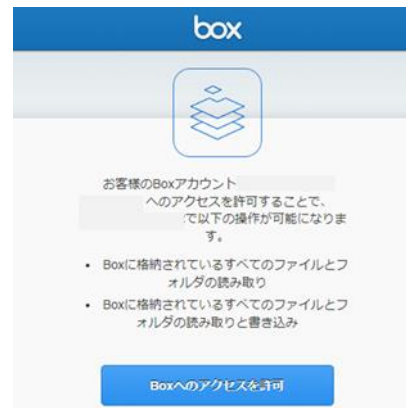 box
お客様のBoxアカウント
へのアクセスを許可することで、
で以下の操作が可能になりま
す。
• Boxに格納されているすべてのファイルとフ
ォルダの読み取り
• Boxに格納されているすべてのファイルとフ
ォルダの読み取りと書き込み
Boxへのアクセスを許可